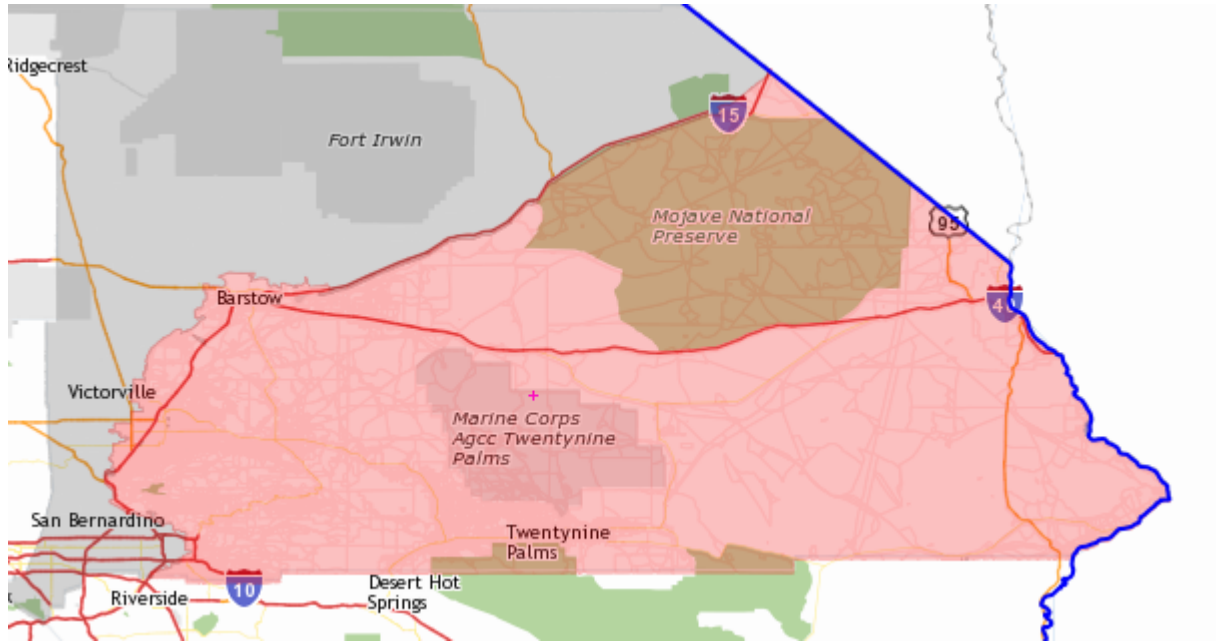 Ridgecrest
Fort Irwin
15
Mojave National
Preserve
95
Barstow
Victorville
Marine Corps
Agcc Twentynine
Palms
San Bernardino
Twentynine
Palms
10
Riverside
Desert Hot
Springs